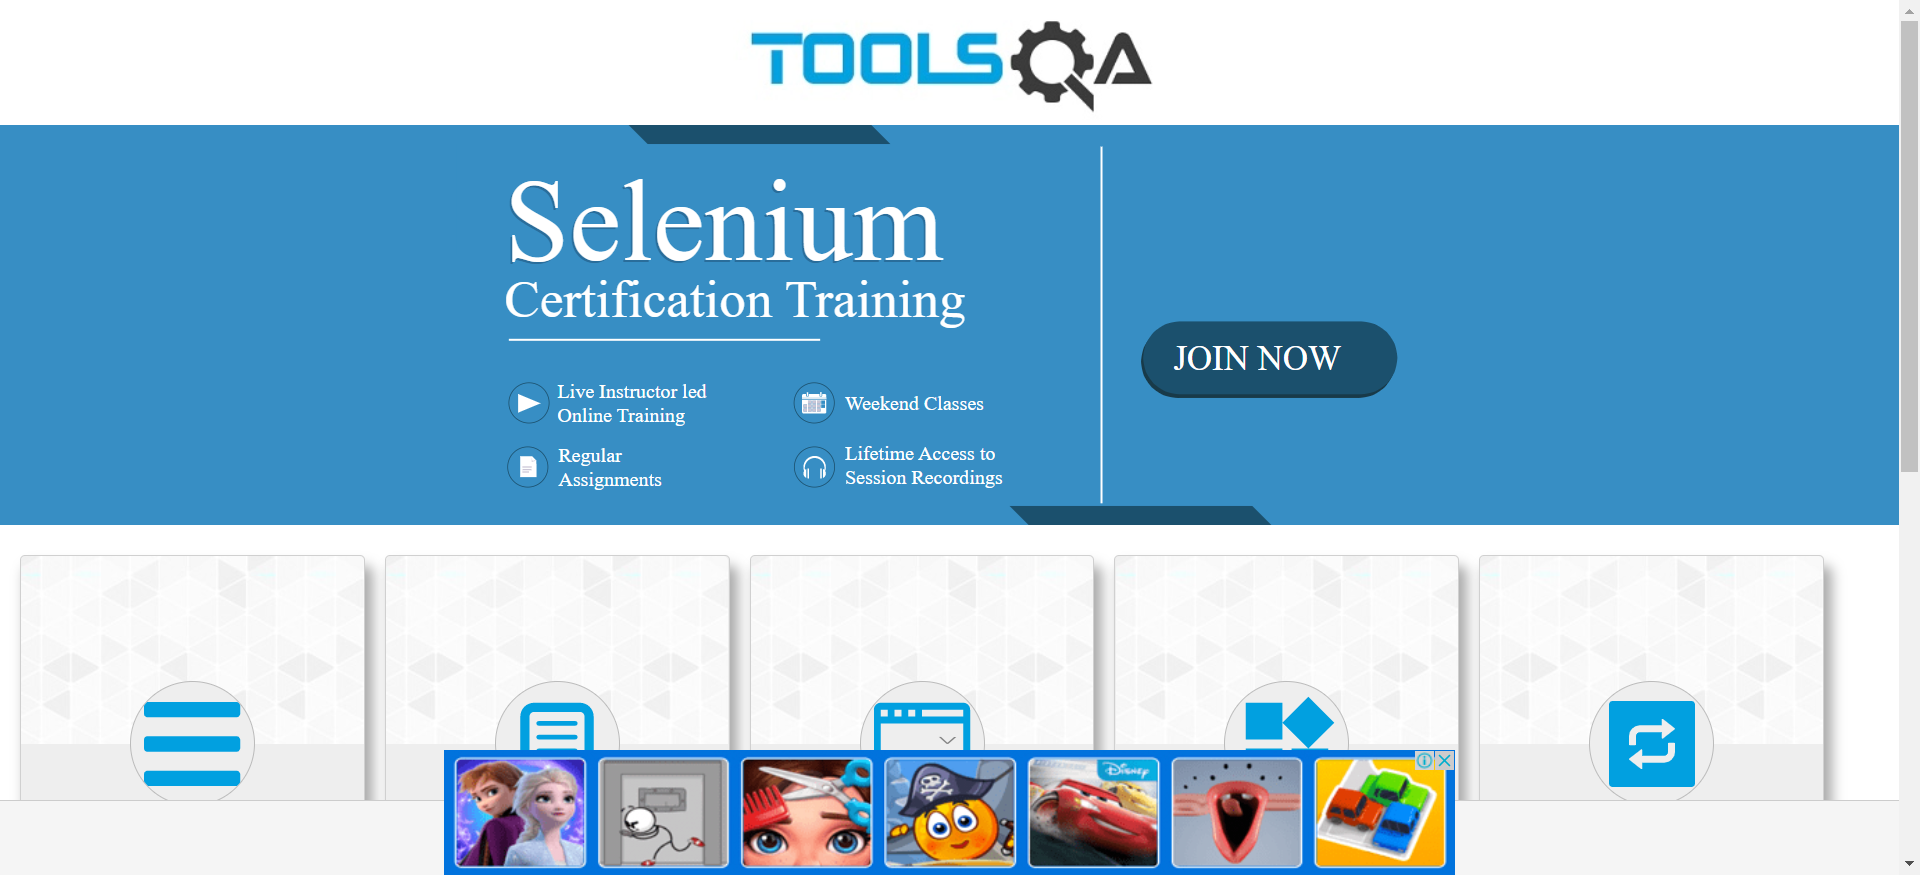 TOOLSQA
Selenium
Certification Training
JOIN NOW
Live Instructor led
Online Training
Weekend Classes
Regular
Assignments
Lifetime Access to
Session Recordings
Disney